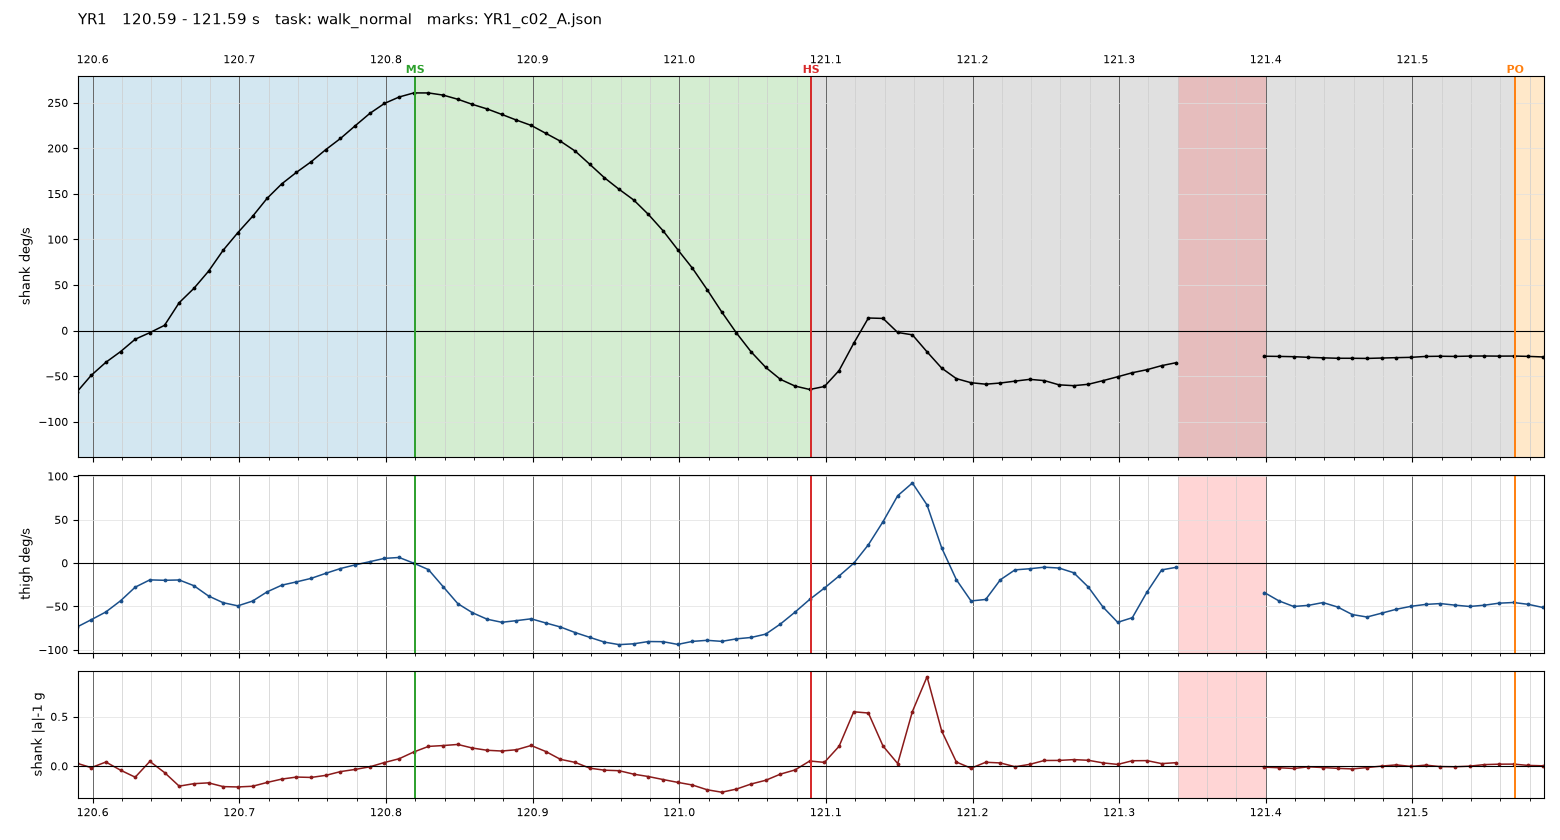 YR1   120.59 - 121.59 s   task: walk_normal   marks: YR1_c02_A.json
120.6 120.7 120.8 120.9 121.0 121.1 121.2 121.3 121.4 121.5
MS HS PO
shank deg/s
250
200
150
100
50
0
−50
−100
thigh deg/s
100
50
0
−50
−100
shank |a|-1 g
0.5
0.0
120.6 120.7 120.8 120.9 121.0 121.1 121.2 121.3 121.4 121.5